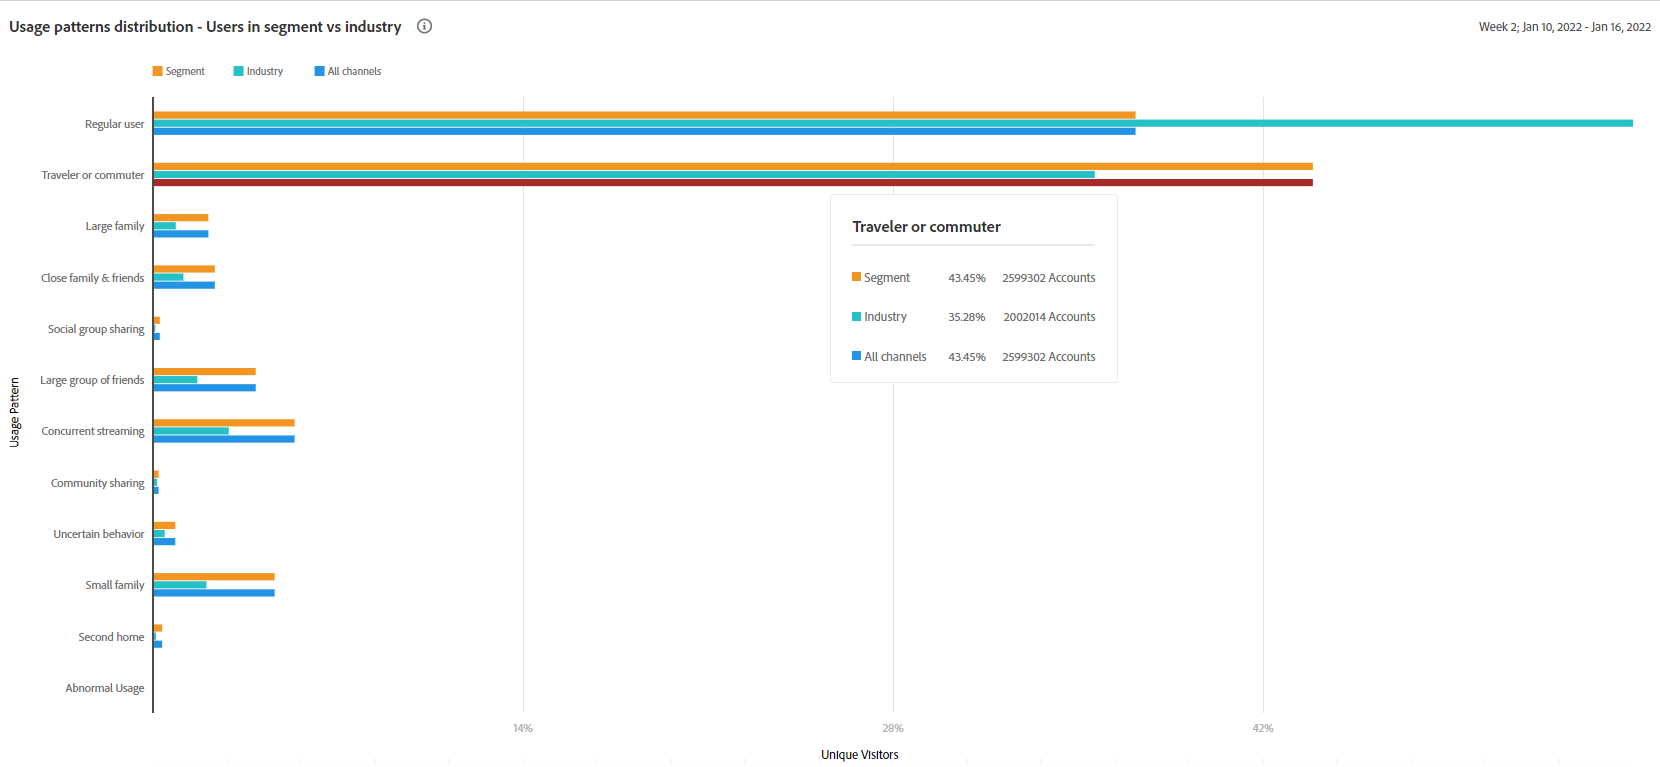 Usage patterns distribution - Users in segment vs industry
Week 2; Jan 10, 2022 - Jan 16, 2022
Segment Industry All channels
Regular user
Traveler or commuter
Large family
Close family & friends
Social group sharing
Large group of friends
Concurrent streaming
Community sharing
Uncertain behavior
Small family
Second home
Abnormal Usage
Usage Pattern
Traveler or commuter
Segment 43.45% 2599302 Accounts
Industry 35.28% 2002014 Accounts
All channels 43.45% 2599302 Accounts
14% 28% 42%
Unique Visitors